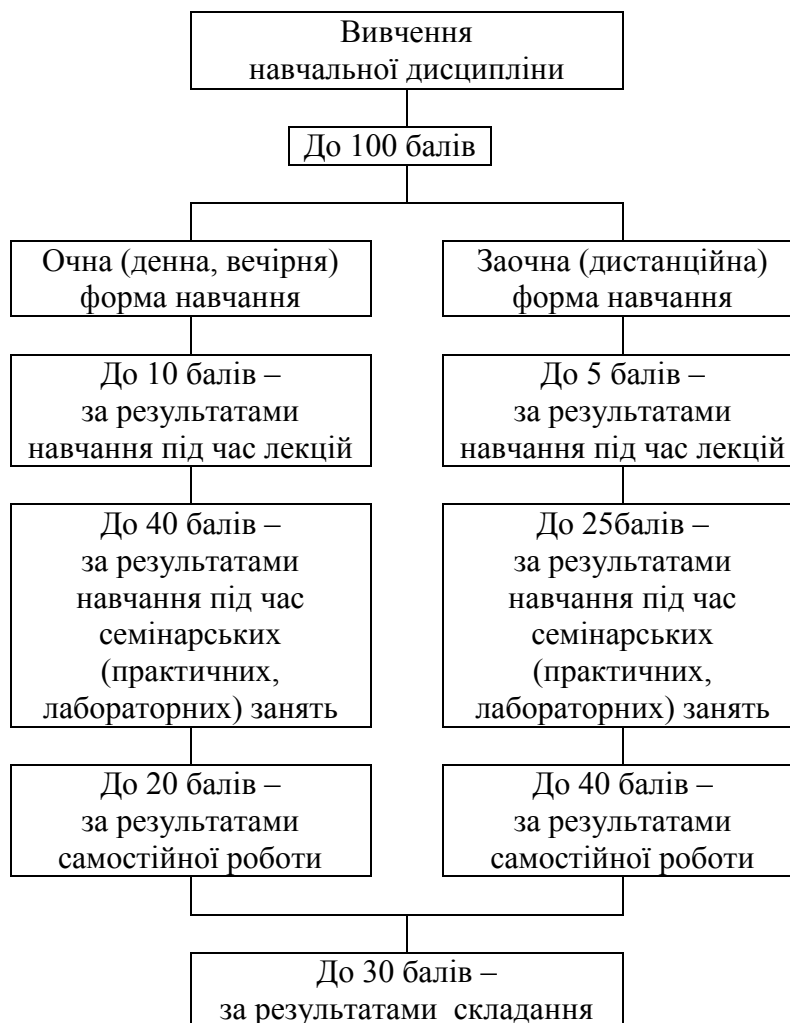 Вивчення
навчальної дисципліни
До 100 балів
Очна (денна, вечірня)
форма навчання
До 10 балів –
за результатами
навчання під час лекцій
До 40 балів –
за результатами
навчання під час
семінарських
(практичних,
лабораторних) занять
До 20 балів –
за результатами
самостійної роботи
Заочна (дистанційна)
форма навчання
До 5 балів –
за результатами
навчання під час лекцій
До 25балів –
за результатами
навчання під час
семінарських
(практичних,
лабораторних) занять
До 40 балів –
за результатами
самостійної роботи
До 30 балів –
за результатами складання